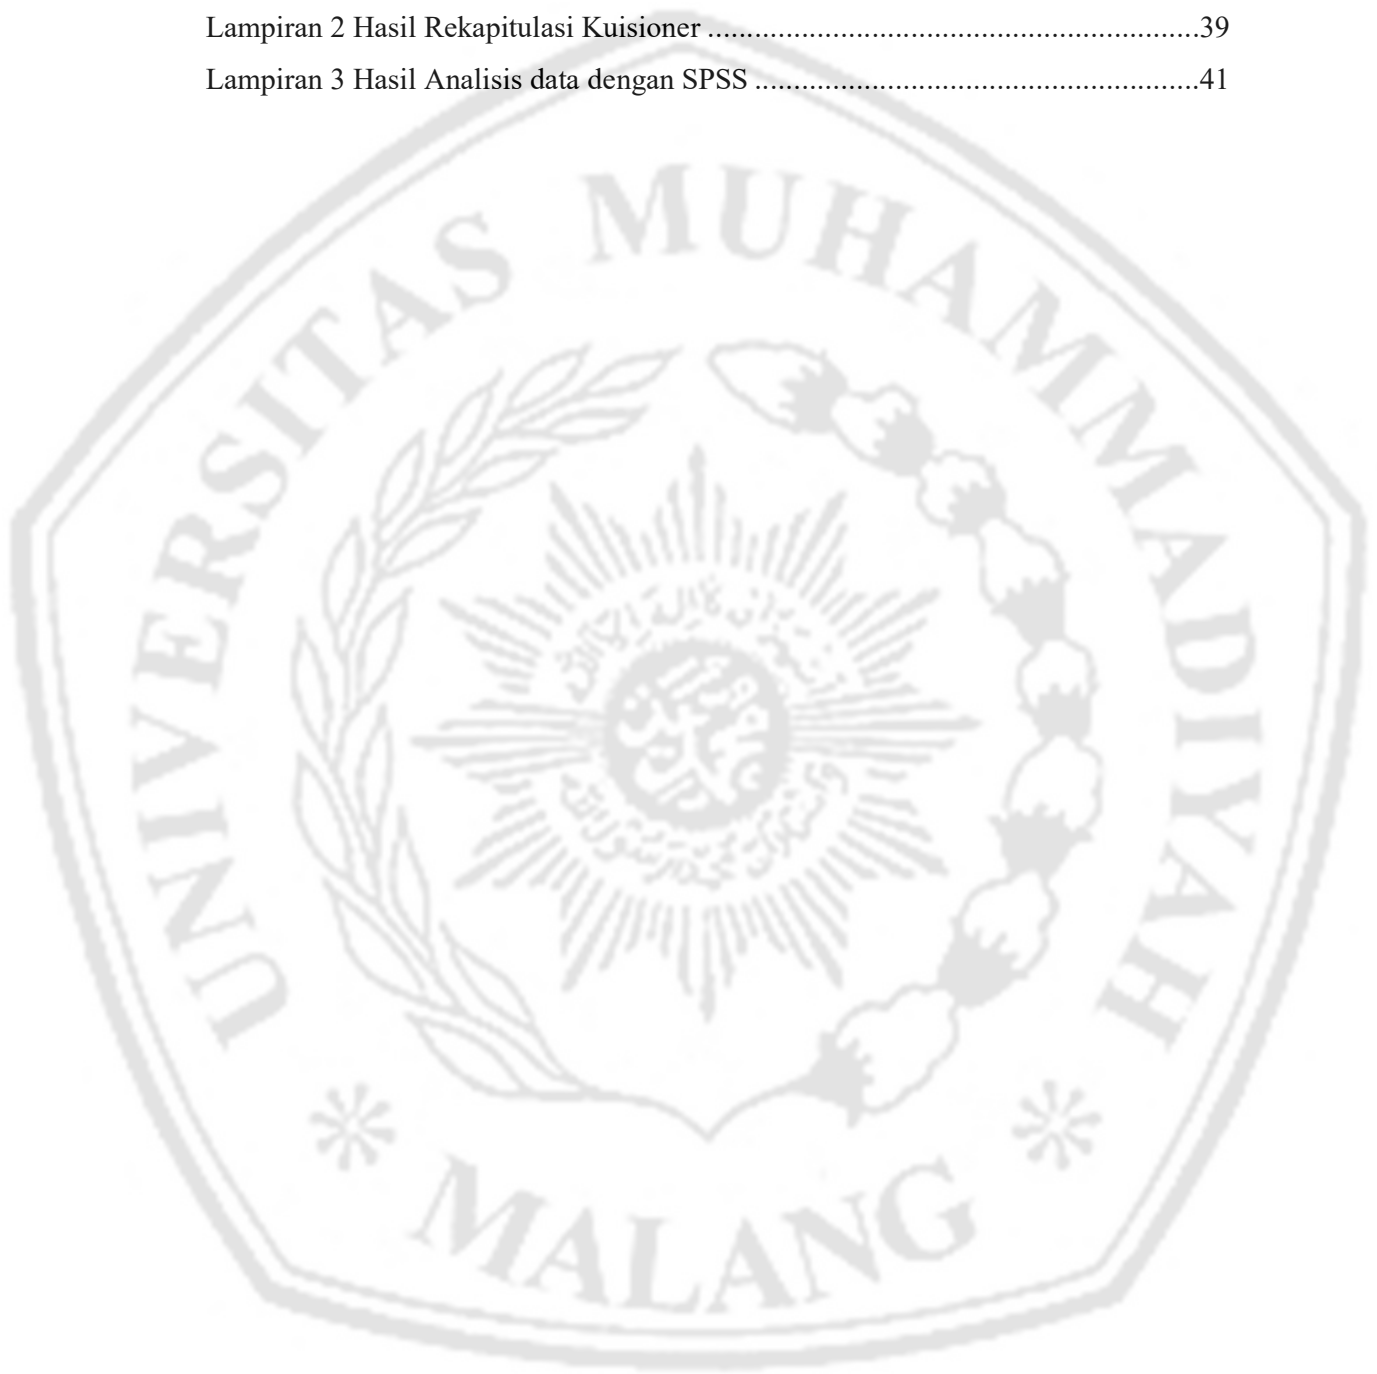 Lampiran 2 Hasil Rekapitulasi Kuisioner ................................................................39
Lampiran 3 Hasil Analisis data dengan SPSS ..........................................................41
UNIVERSITAS MUHAMMADIYAH
MALANG